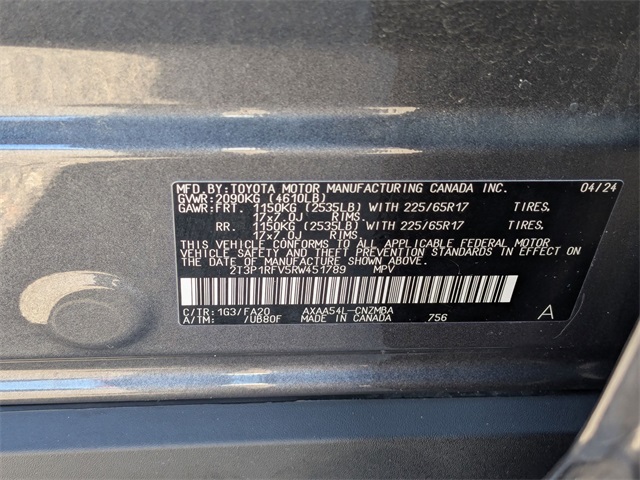 MFD.BY:TOYOTA MOTOR MANUFACTURING CANADA INC. 04/24
GVWR:2090KG (4610LB)
GAWR:FRT. 1150KG (2535LB) WITH 225/65R17 TIRES.
17x7.0J RIMS.
RR. 1150KG (2535LB) WITH 225/65R17 TIRES.
17x7.0J RIMS.
THIS VEHICLE CONFORMS TO ALL APPLICABLE FEDERAL MOTOR
VEHICLE SAFETY AND THEFT PREVENTION STANDARDS IN EFFECT ON
THE DATE OF MANUFACTURE SHOWN ABOVE.
2T3P1RFV5RW451789 MPV
C/TR:1G3/FA20 AXAA54L-CNZMBA
A/TM: /UB80F MADE IN CANADA 756 A